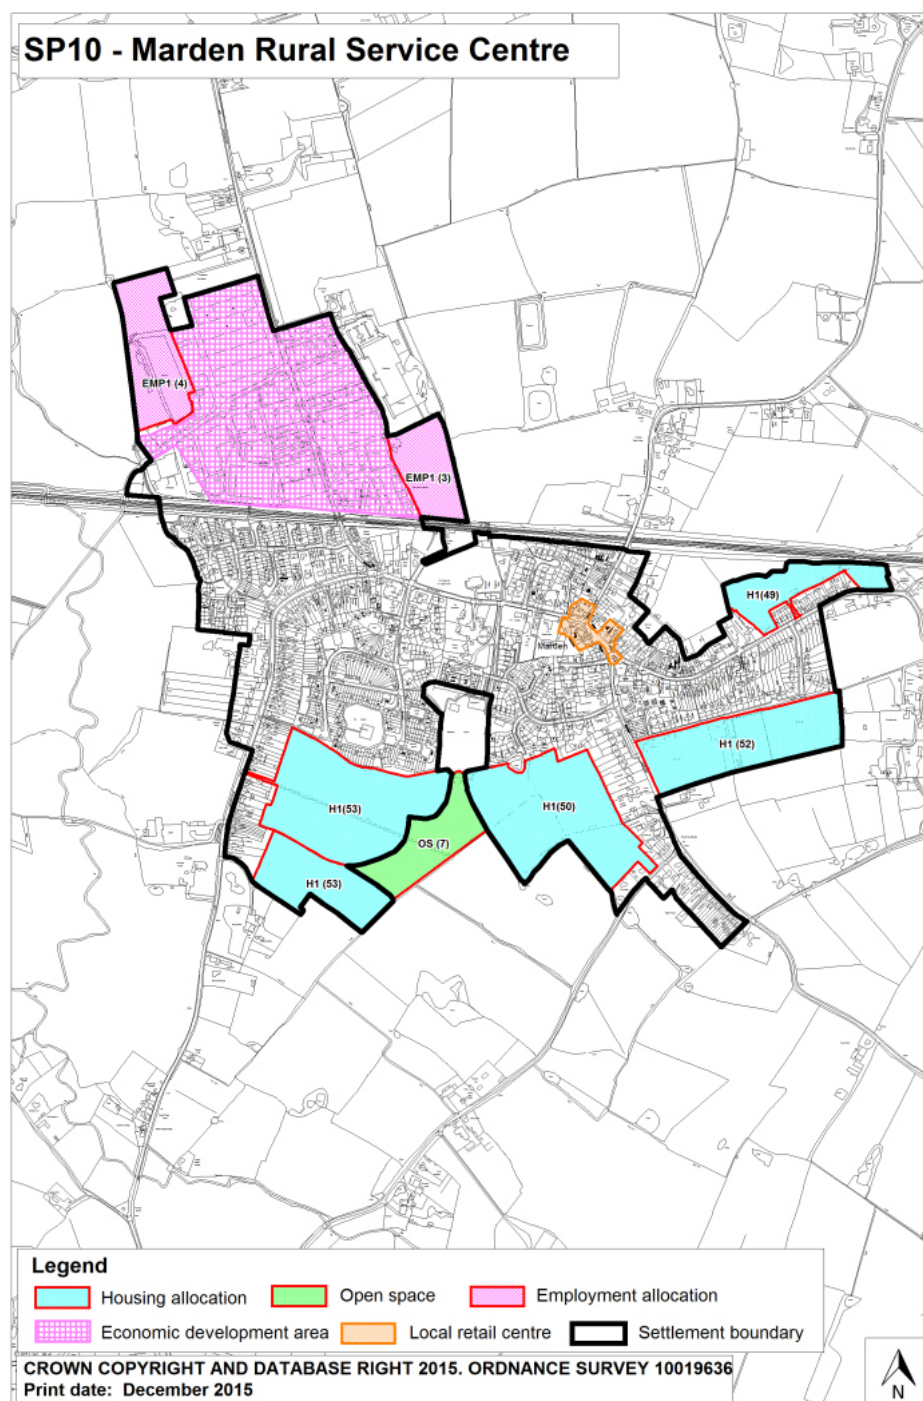 SP10 - Marden Rural Service Centre
EMP1 (4)
EMP1 (3)
H1(49)
Marden
H1 (52)
H1(53)
H1(50)
OS (7)
H1 (53)
Legend
Housing allocation
Open space
Employment allocation
Economic development area
Local retail centre
Settlement boundary
CROWN COPYRIGHT AND DATABASE RIGHT 2015. ORDNANCE SURVEY 10019636
Print date: December 2015
N